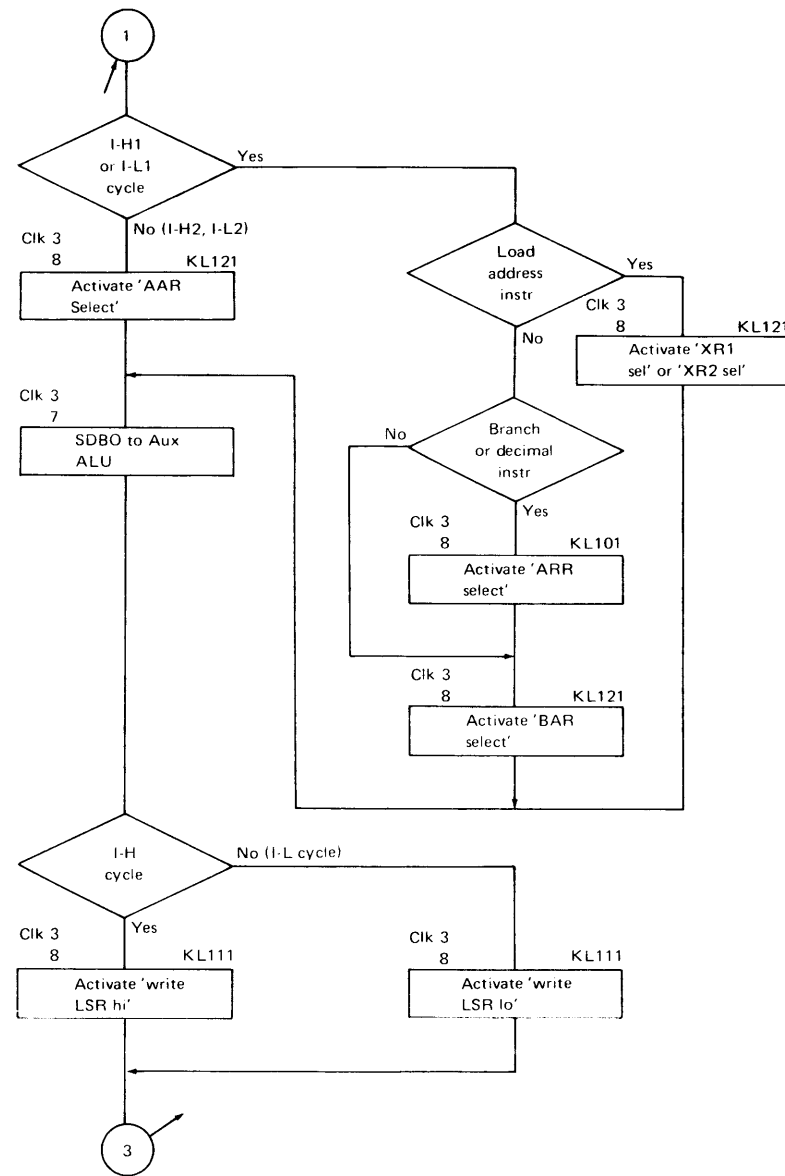 1
I-H1
or I-L1
cycle
Yes
No (I-H2, I-L2)
Clk 3
8
KL121
Activate 'AAR
Select'
Load
address
instr
Yes
No
Clk 3
8
KL121
Activate 'XR1
sel' or 'XR2 sel'
Clk 3
7
SDBO to Aux
ALU
Branch
or decimal
instr
No
Yes
Clk 3
8
KL101
Activate 'ARR
select'
Clk 3
8
KL121
Activate 'BAR
select'
I-H
cycle
No (I-L cycle)
Yes
Clk 3
8
KL111
Activate 'write
LSR hi'
Clk 3
8
KL111
Activate 'write
LSR lo'
3